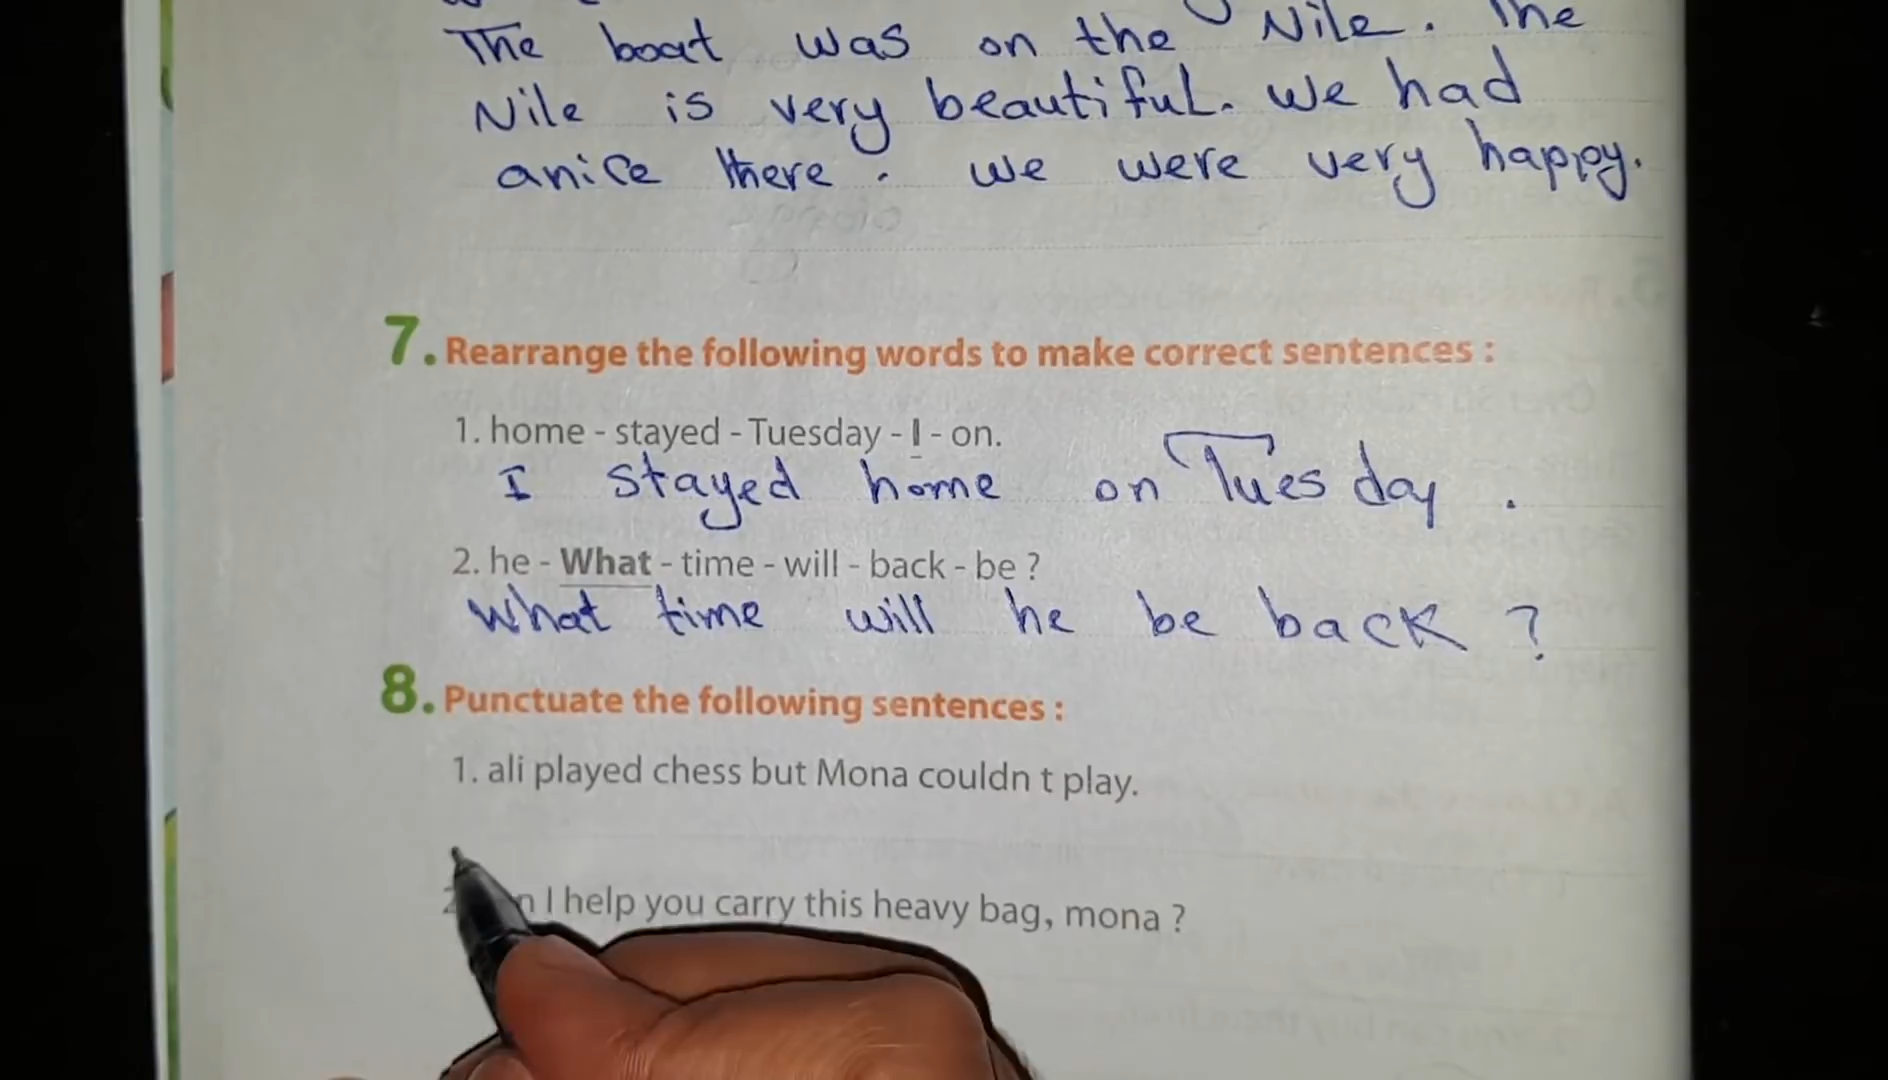 The boat was on the Nile. The
Nile is very beautiful. We had
anice there. We were very happy.
7. Rearrange the following words to make correct sentences :
1. home - stayed - Tuesday - I - on.
I stayed home on Tuesday .
2. he - What - time - will - back - be ?
What time will he be back ?
8. Punctuate the following sentences :
1. ali played chess but Mona couldn t play.
I help you carry this heavy bag, mona ?